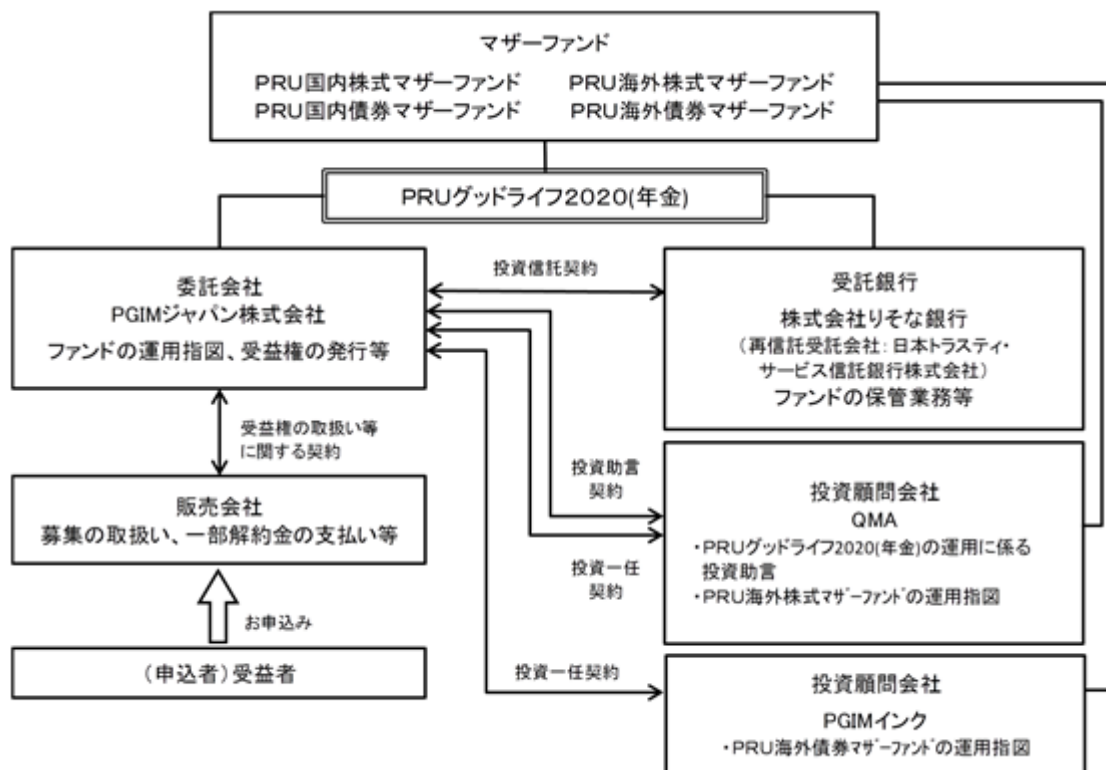 マザーファンド
PRU国内株式マザーファンド PRU海外株式マザーファンド
PRU国内債券マザーファンド PRU海外債券マザーファンド
PRUグッドライフ2020(年金)
委託会社
PGIMジャパン株式会社
ファンドの運用指図、受益権の発行等
投資信託契約
受託銀行
株式会社りそな銀行
（再信託受託会社：日本トラスティ・
サービス信託銀行株式会社）
ファンドの保管業務等
受益権の取扱い等
に関する契約
販売会社
募集の取扱い、一部解約金の支払い等
お申込み
（申込者）受益者
投資助言
契約
投資一任
契約
投資顧問会社
QMA
・PRUグッドライフ2020(年金)の運用に係る
投資助言
・PRU海外株式ﾏｻﾞｰﾌｧﾝﾄﾞの運用指図
投資一任契約
投資顧問会社
PGIMインク
・PRU海外債券ﾏｻﾞｰﾌｧﾝﾄﾞの運用指図